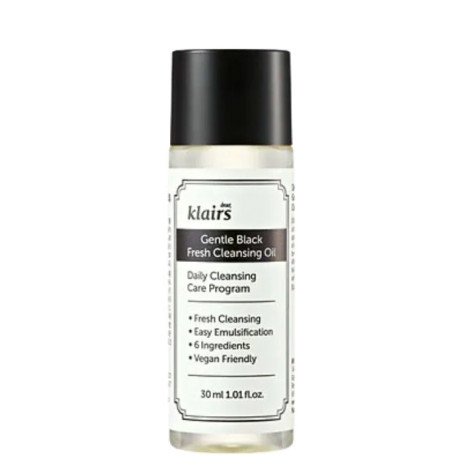 dear,
klairs
Gentle Black
Fresh Cleansing Oil
Daily Cleansing
Care Program
• Fresh Cleansing
• Easy Emulsification
• 6 Ingredients
• Vegan Friendly
30 ml 1.01 fl.oz.